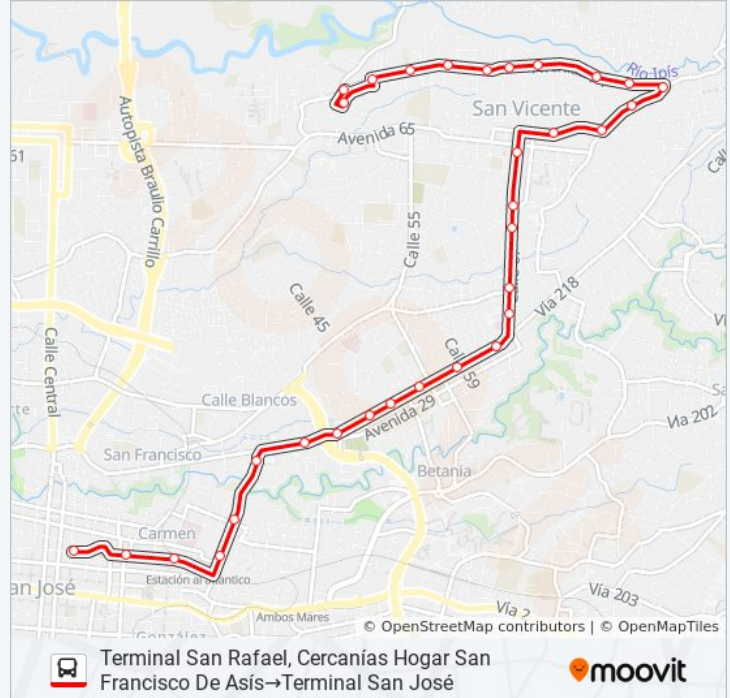 Río Ipís
San Vicente
Avenida 65
61
Autopista Braulio Carrillo
Calle 55
Calle 45
Vía 218
Calle 59
Calle Central
Calle Blancos
Avenida 29
Vía 202
San Francisco
Betania
Carmen
Estación al Atlántico
an José
Ambos Mares
Vía 203
Vía 2
González
© OpenStreetMap contributors | © OpenMapTiles
Terminal San Rafael, Cercanías Hogar San
Francisco De Asís→Terminal San José
moovit